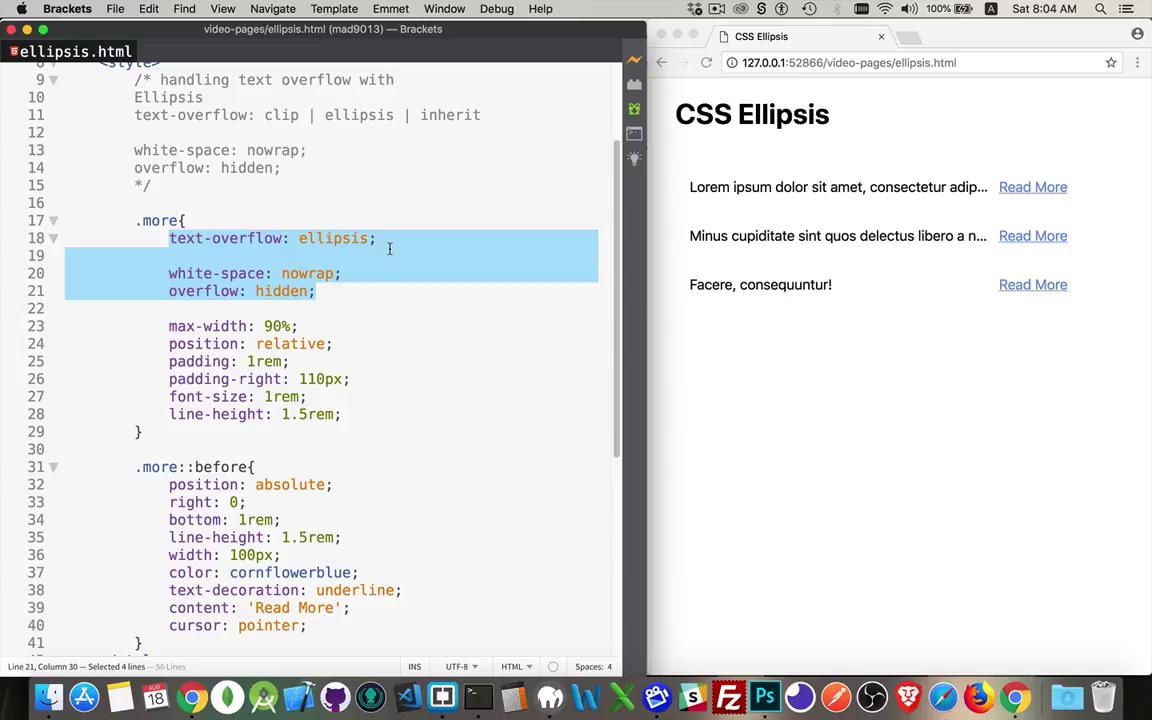 Brackets File Edit Find View Navigate Template Emmet Window Debug Help 100% A Sat 8:04 AM
video-pages/ellipsis.html (mad9013) — Brackets
ellipsis.html
8 <style>
9 /* handling text overflow with
10 Ellipsis
11 text-overflow: clip | ellipsis | inherit
12
13 white-space: nowrap;
14 overflow: hidden;
15 */
16
17 .more{
18 text-overflow: ellipsis;
19
20 white-space: nowrap;
21 overflow: hidden;
22
23 max-width: 90%;
24 position: relative;
25 padding: 1rem;
26 padding-right: 110px;
27 font-size: 1rem;
28 line-height: 1.5rem;
29 }
30
31 .more::before{
32 position: absolute;
33 right: 0;
34 bottom: 1rem;
35 line-height: 1.5rem;
36 width: 100px;
37 color: cornflowerblue;
38 text-decoration: underline;
39 content: 'Read More';
40 cursor: pointer;
41 }
Line 21, Column 30 — Selected 4 lines — 56 Lines INS UTF-8 HTML Spaces: 4
CSS Ellipsis
127.0.0.1:52866/video-pages/ellipsis.html
CSS Ellipsis
Lorem ipsum dolor sit amet, consectetur adip... Read More
Minus cupiditate sint quos delectus libero a n... Read More
Facere, consequuntur! Read More
AUG
18